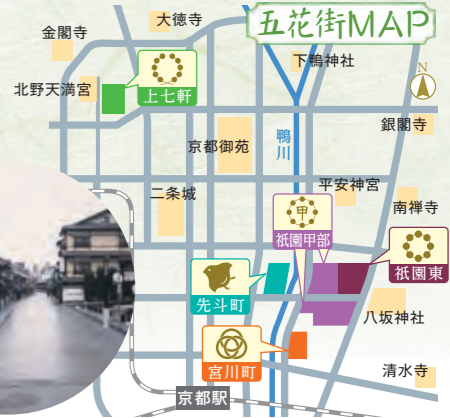 五花街MAP
大徳寺
金閣寺
下鴨神社
N
北野天満宮
上七軒
銀閣寺
京都御苑
鴨川
二条城
平安神宮
南禅寺
甲
祇園甲部
祇園東
先斗町
八坂神社
宮川町
清水寺
京都駅